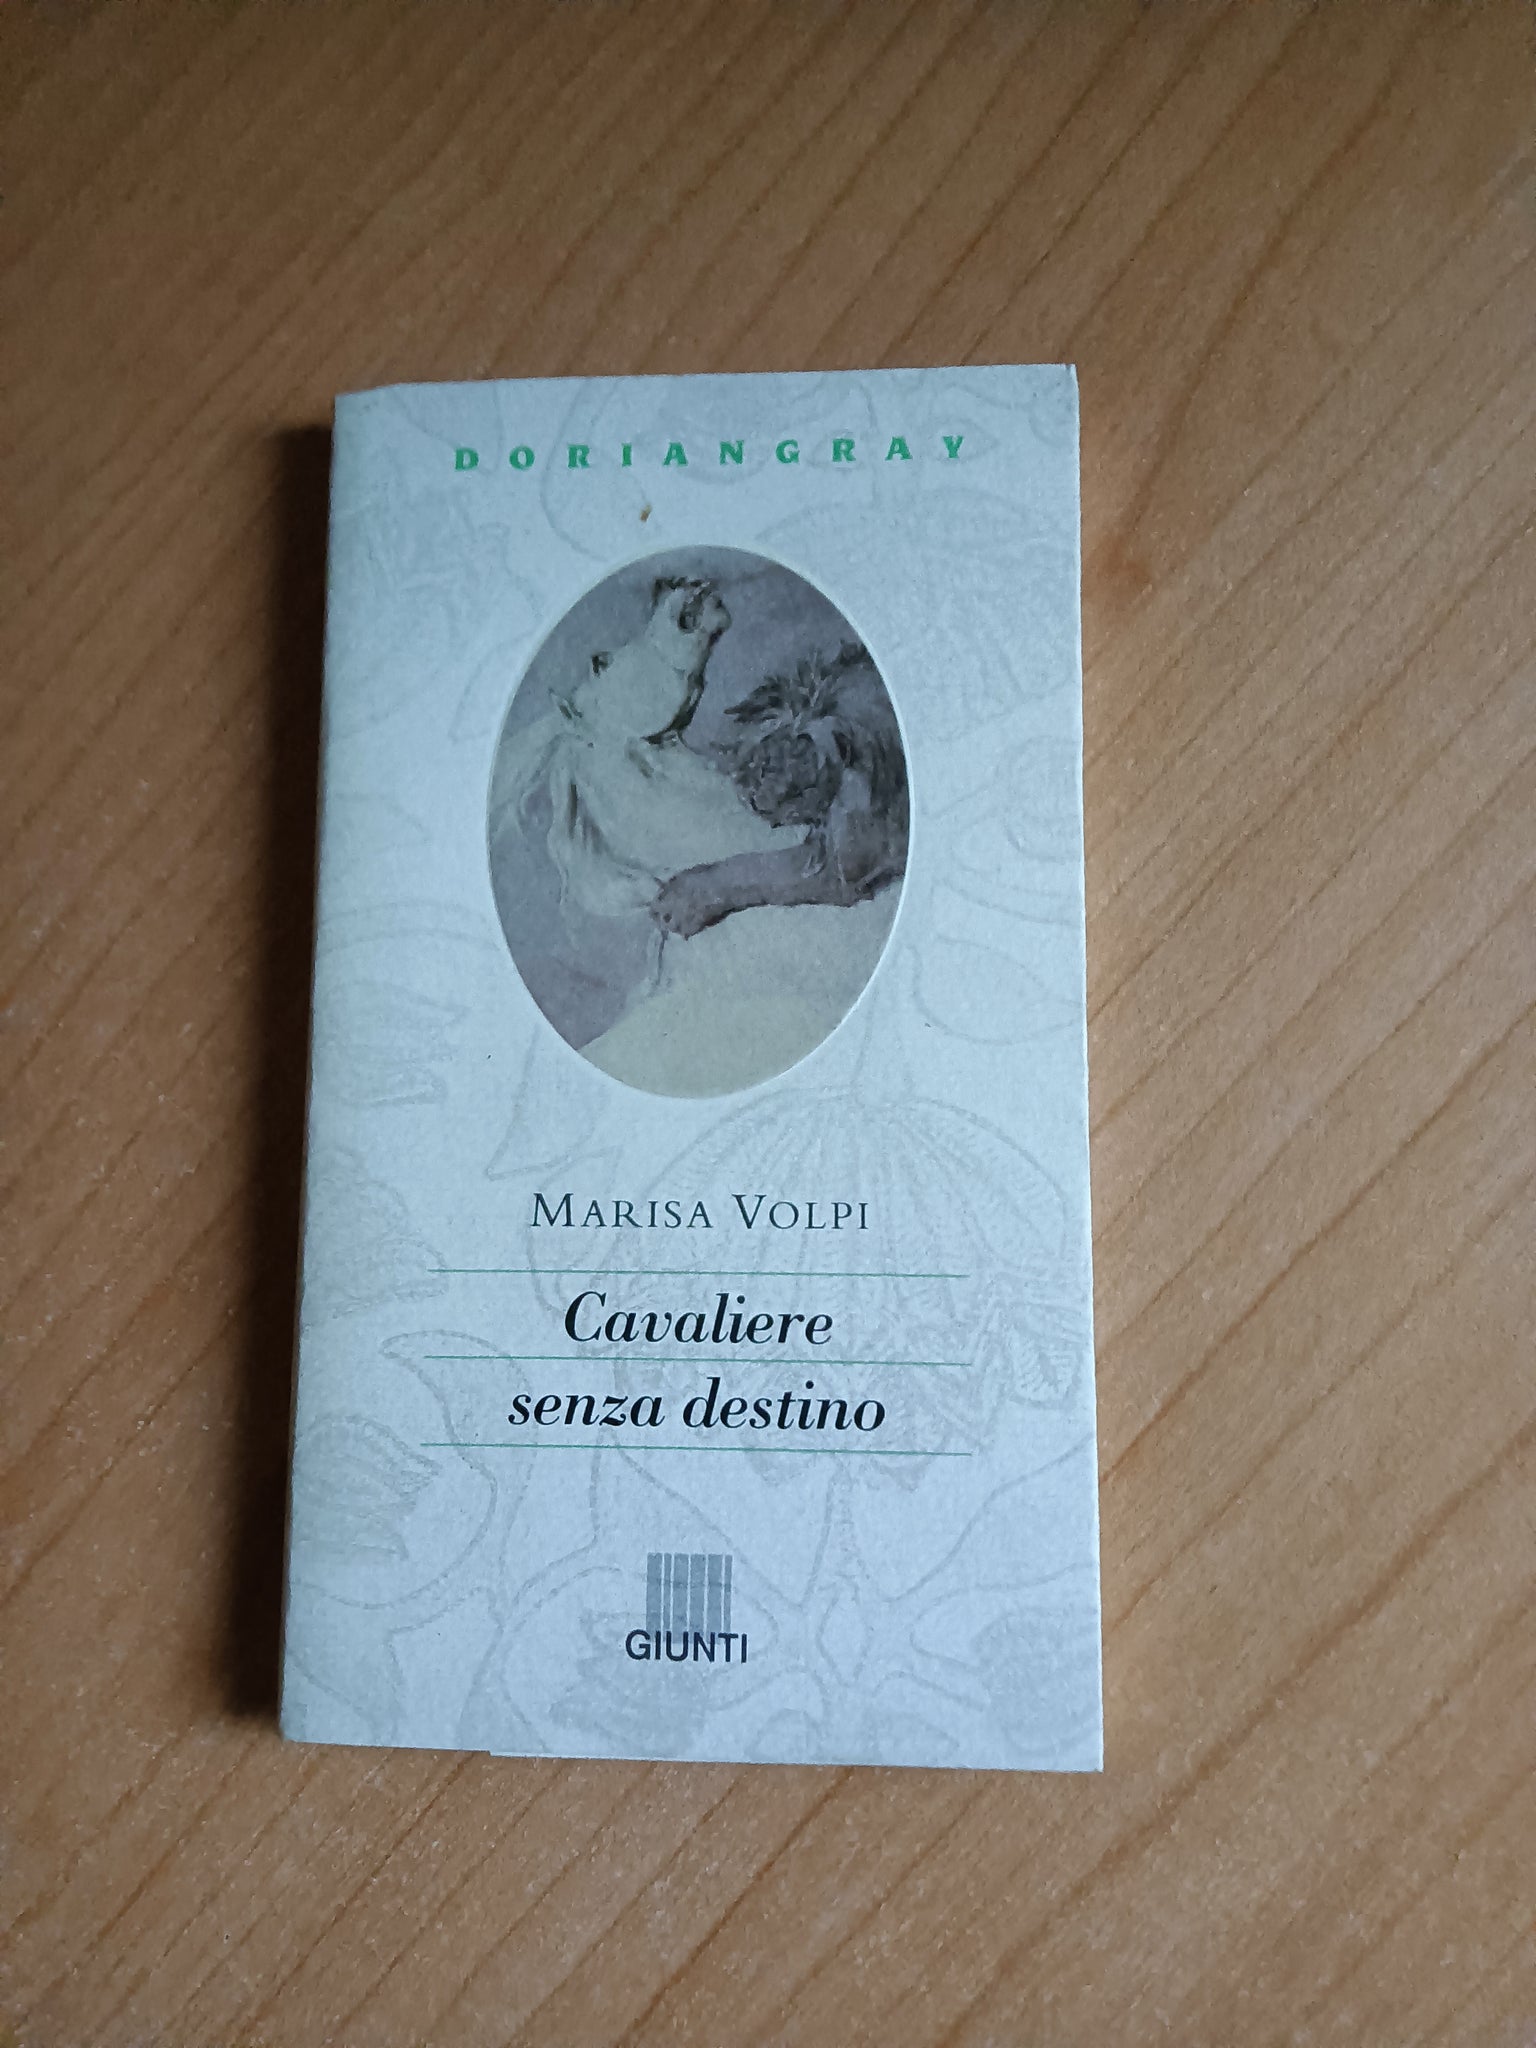 DORIANGRAY
MARISA VOLPI
Cavaliere
senza destino
GIUNTI